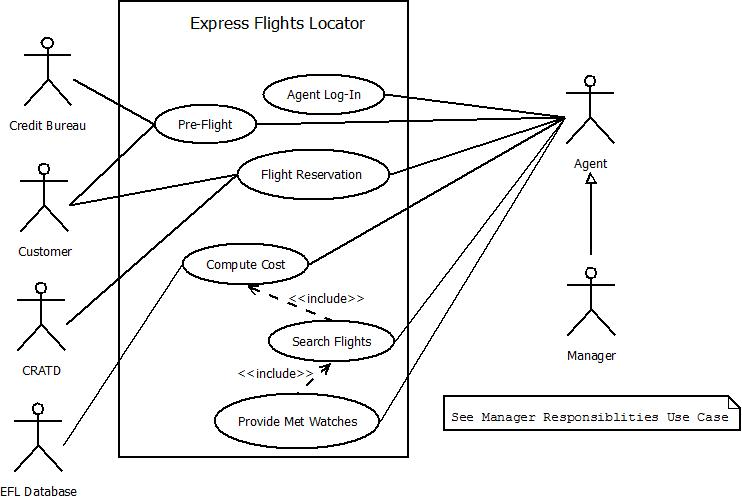 Express Flights Locator
Agent Log-In
Credit Bureau
Pre-Flight
Agent
Flight Reservation
Customer
Compute Cost
<<include>>
CRATD
Search Flights
Manager
<<include>>
Provide Met Watches
See Manager Responsiblities Use Case
EFL Database